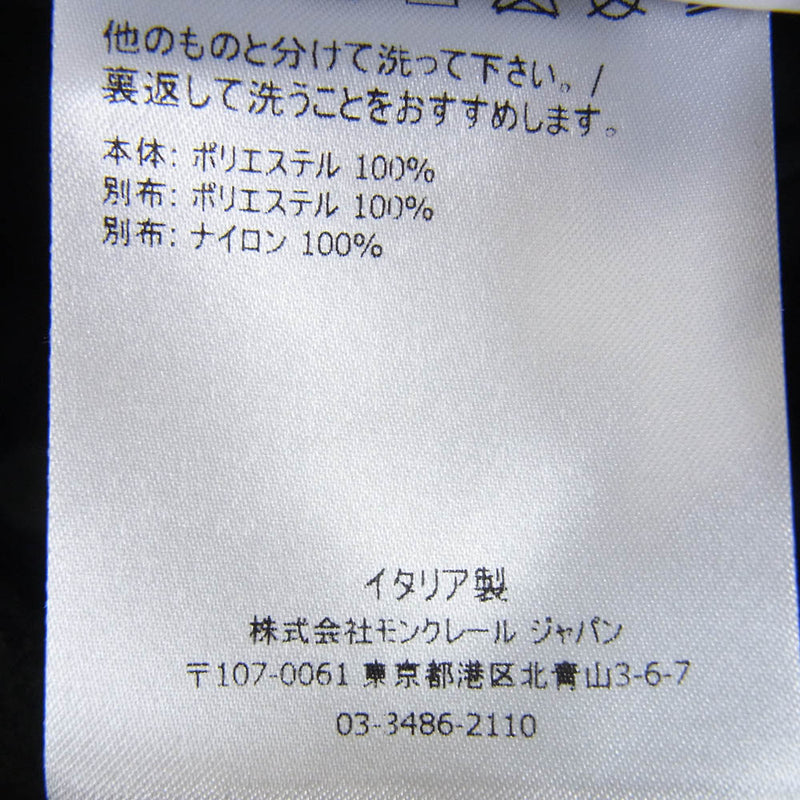 他のものと分けて洗って下さい。/
裏返して洗うことをおすすめします。
本体: ポリエステル 100%
別布: ポリエステル 100%
別布: ナイロン 100%
イタリア製
株式会社モンクレール ジャパン
〒107-0061 東京都港区北青山3-6-7
03-3486-2110